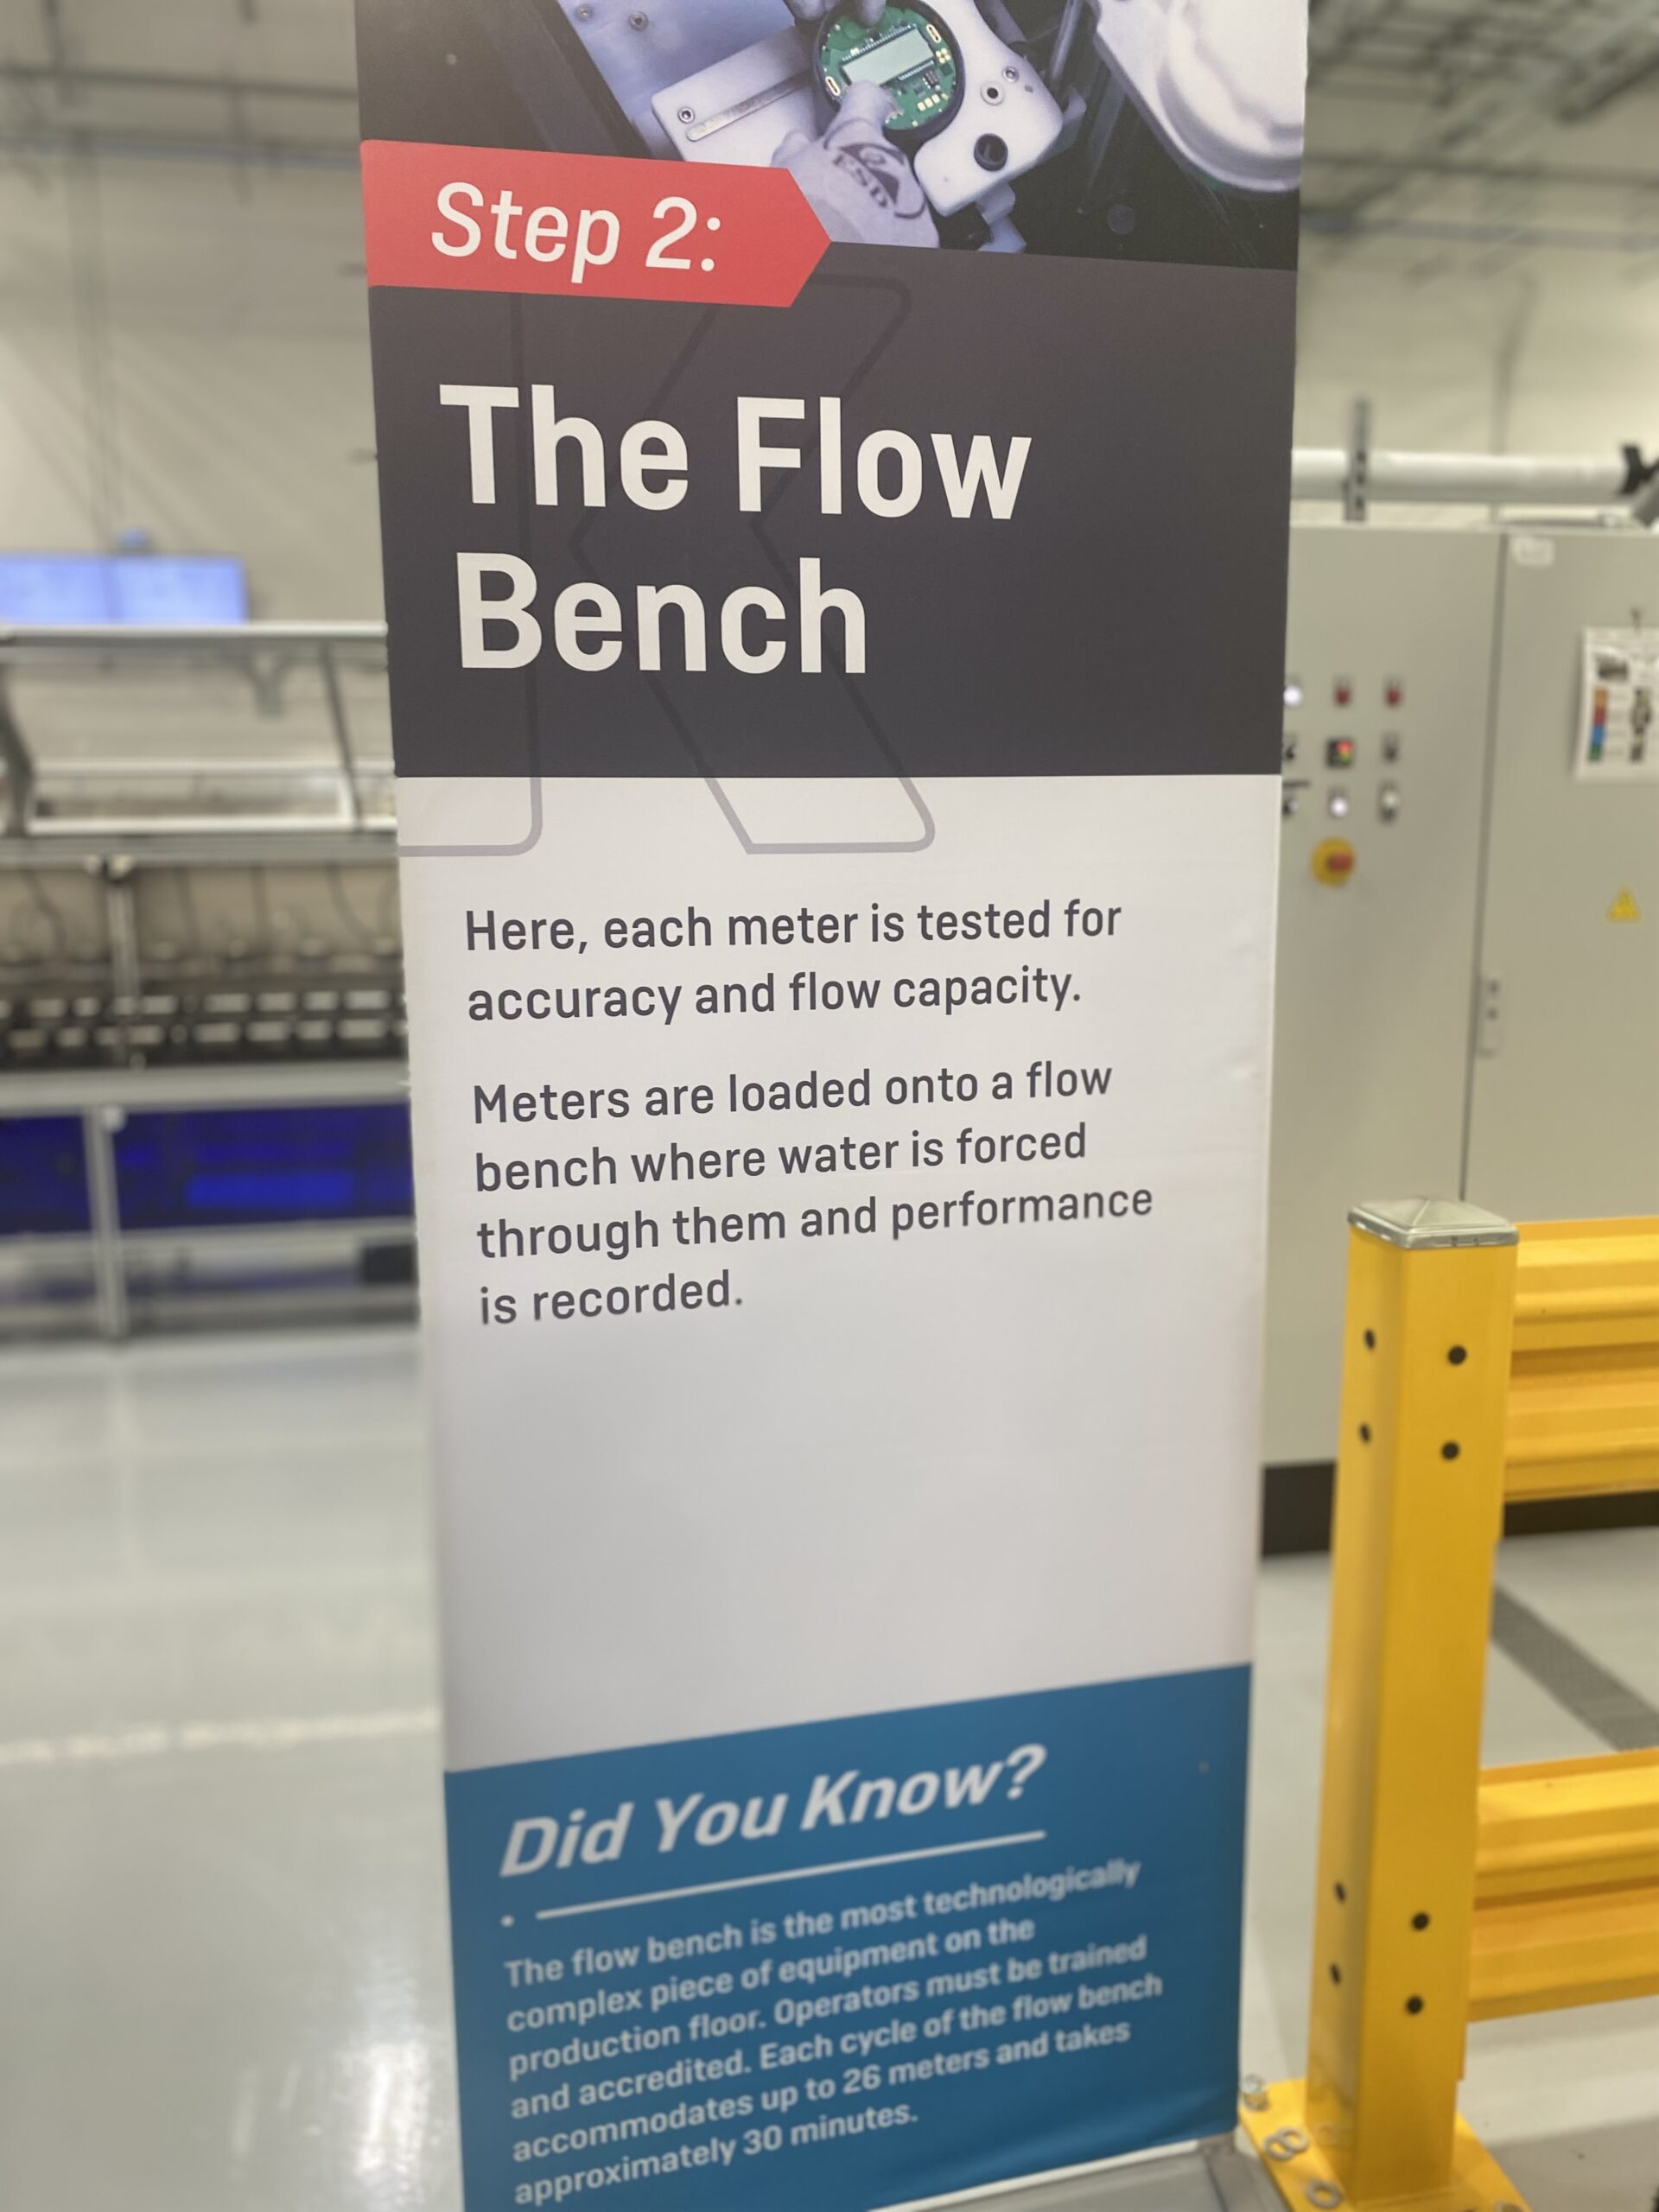 ESD
Step 2:
The Flow
Bench
Here, each meter is tested for
accuracy and flow capacity.
Meters are loaded onto a flow
bench where water is forced
through them and performance
is recorded.
Did You Know?
The flow bench is the most technologically
complex piece of equipment on the
production floor. Operators must be trained
and accredited. Each cycle of the flow bench
accommodates up to 26 meters and takes
approximately 30 minutes.